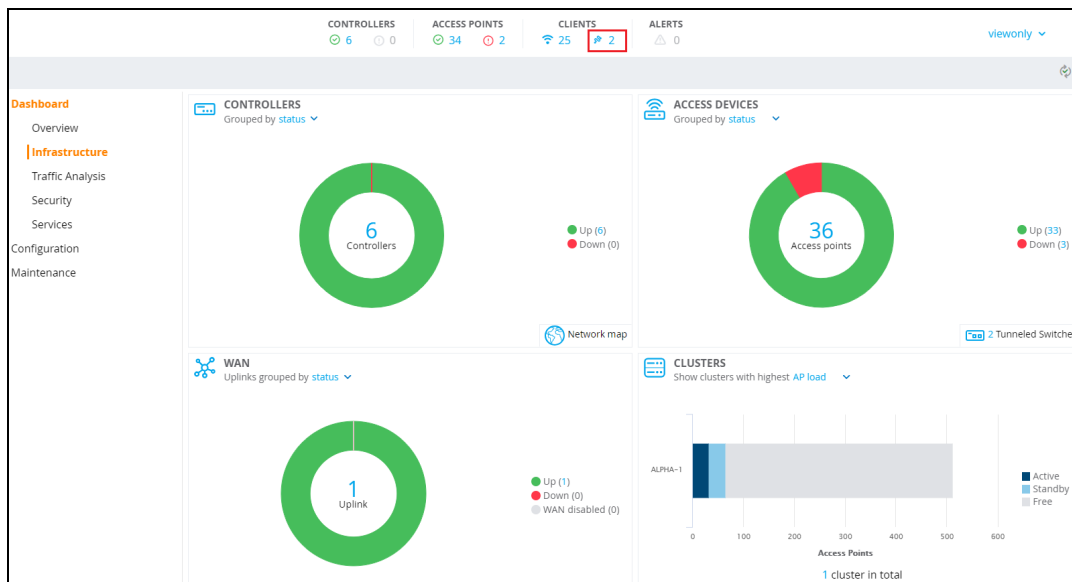 CONTROLLERS ACCESS POINTS CLIENTS ALERTS
6 0 34 2 25 2 0
viewonly
Dashboard
Overview
Infrastructure
Traffic Analysis
Security
Services
Configuration
Maintenance
CONTROLLERS
Grouped by status
6
Controllers
Up (6)
Down (0)
Network map
ACCESS DEVICES
Grouped by status
36
Access points
Up (33)
Down (3)
2 Tunneled Switche
WAN
Uplinks grouped by status
1
Uplink
Up (1)
Down (0)
WAN disabled (0)
CLUSTERS
Show clusters with highest AP load
ALPHA-1
Active
Standby
Free
0 100 200 300 400 500 600
Access Points
1 cluster in total